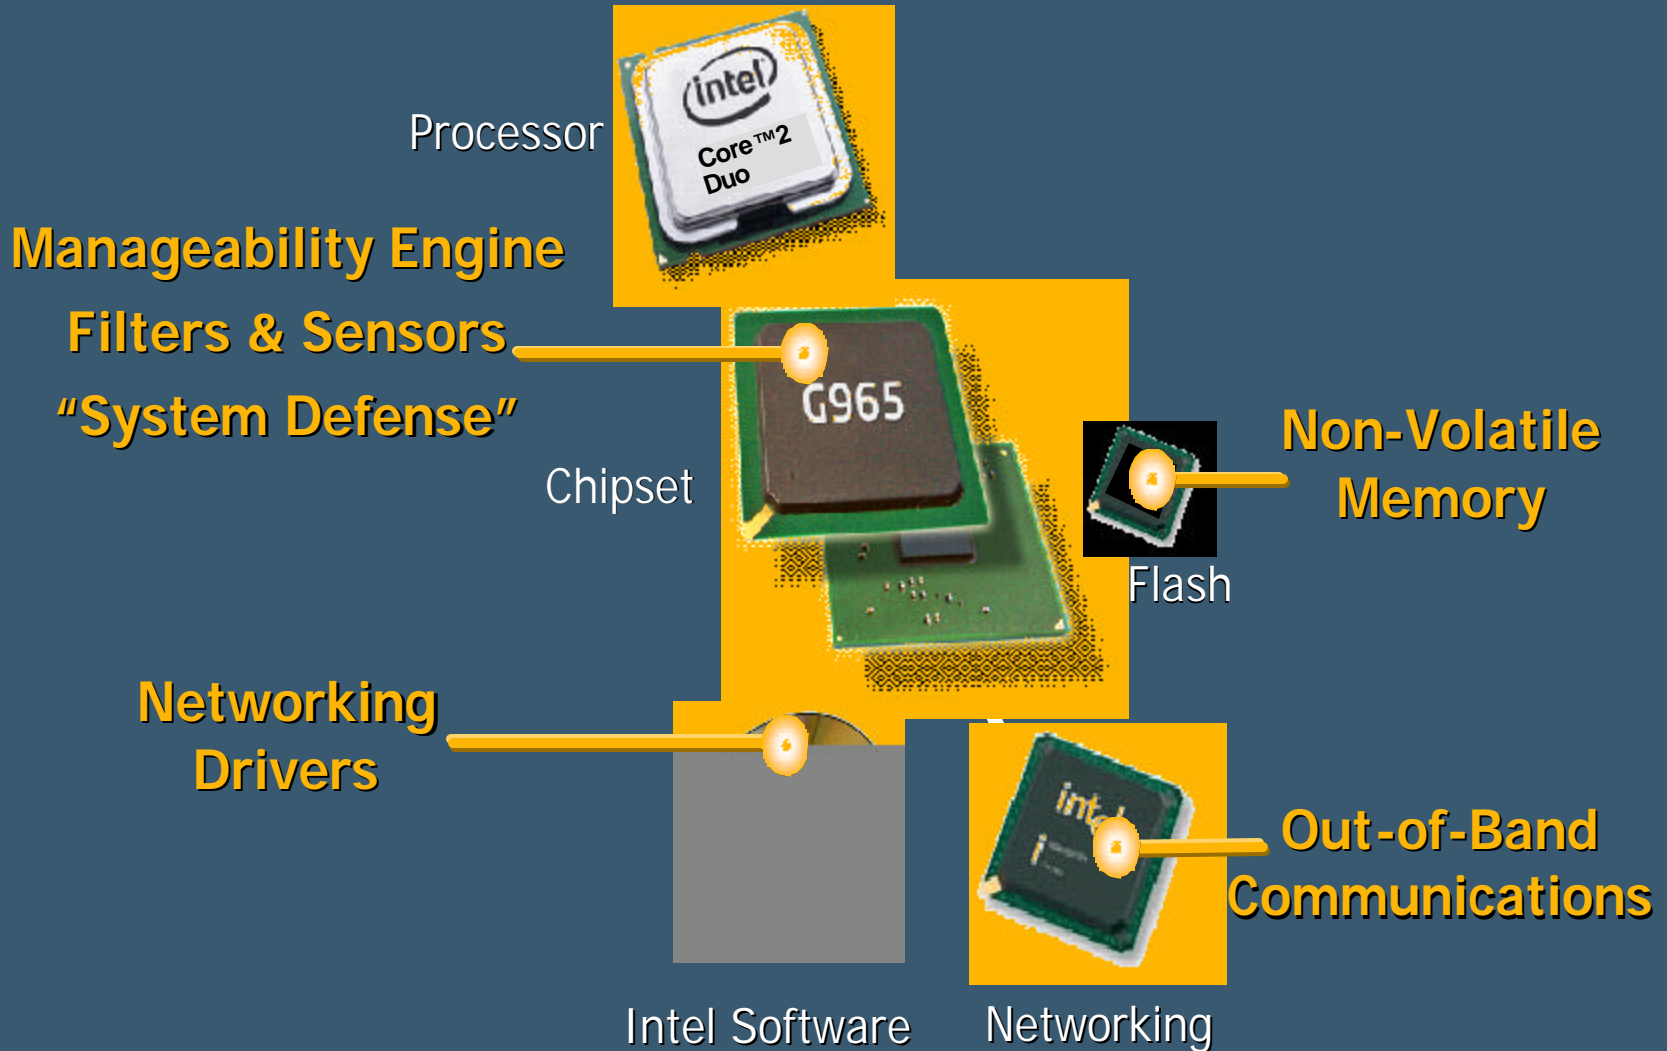 intel
Core™2
Duo
Processor
Manageability Engine
Filters & Sensors
“System Defense”
G965
Chipset
Non-Volatile
Memory
Flash
Networking
Drivers
intel
i
Out-of-Band
Communications
Intel Software
Networking